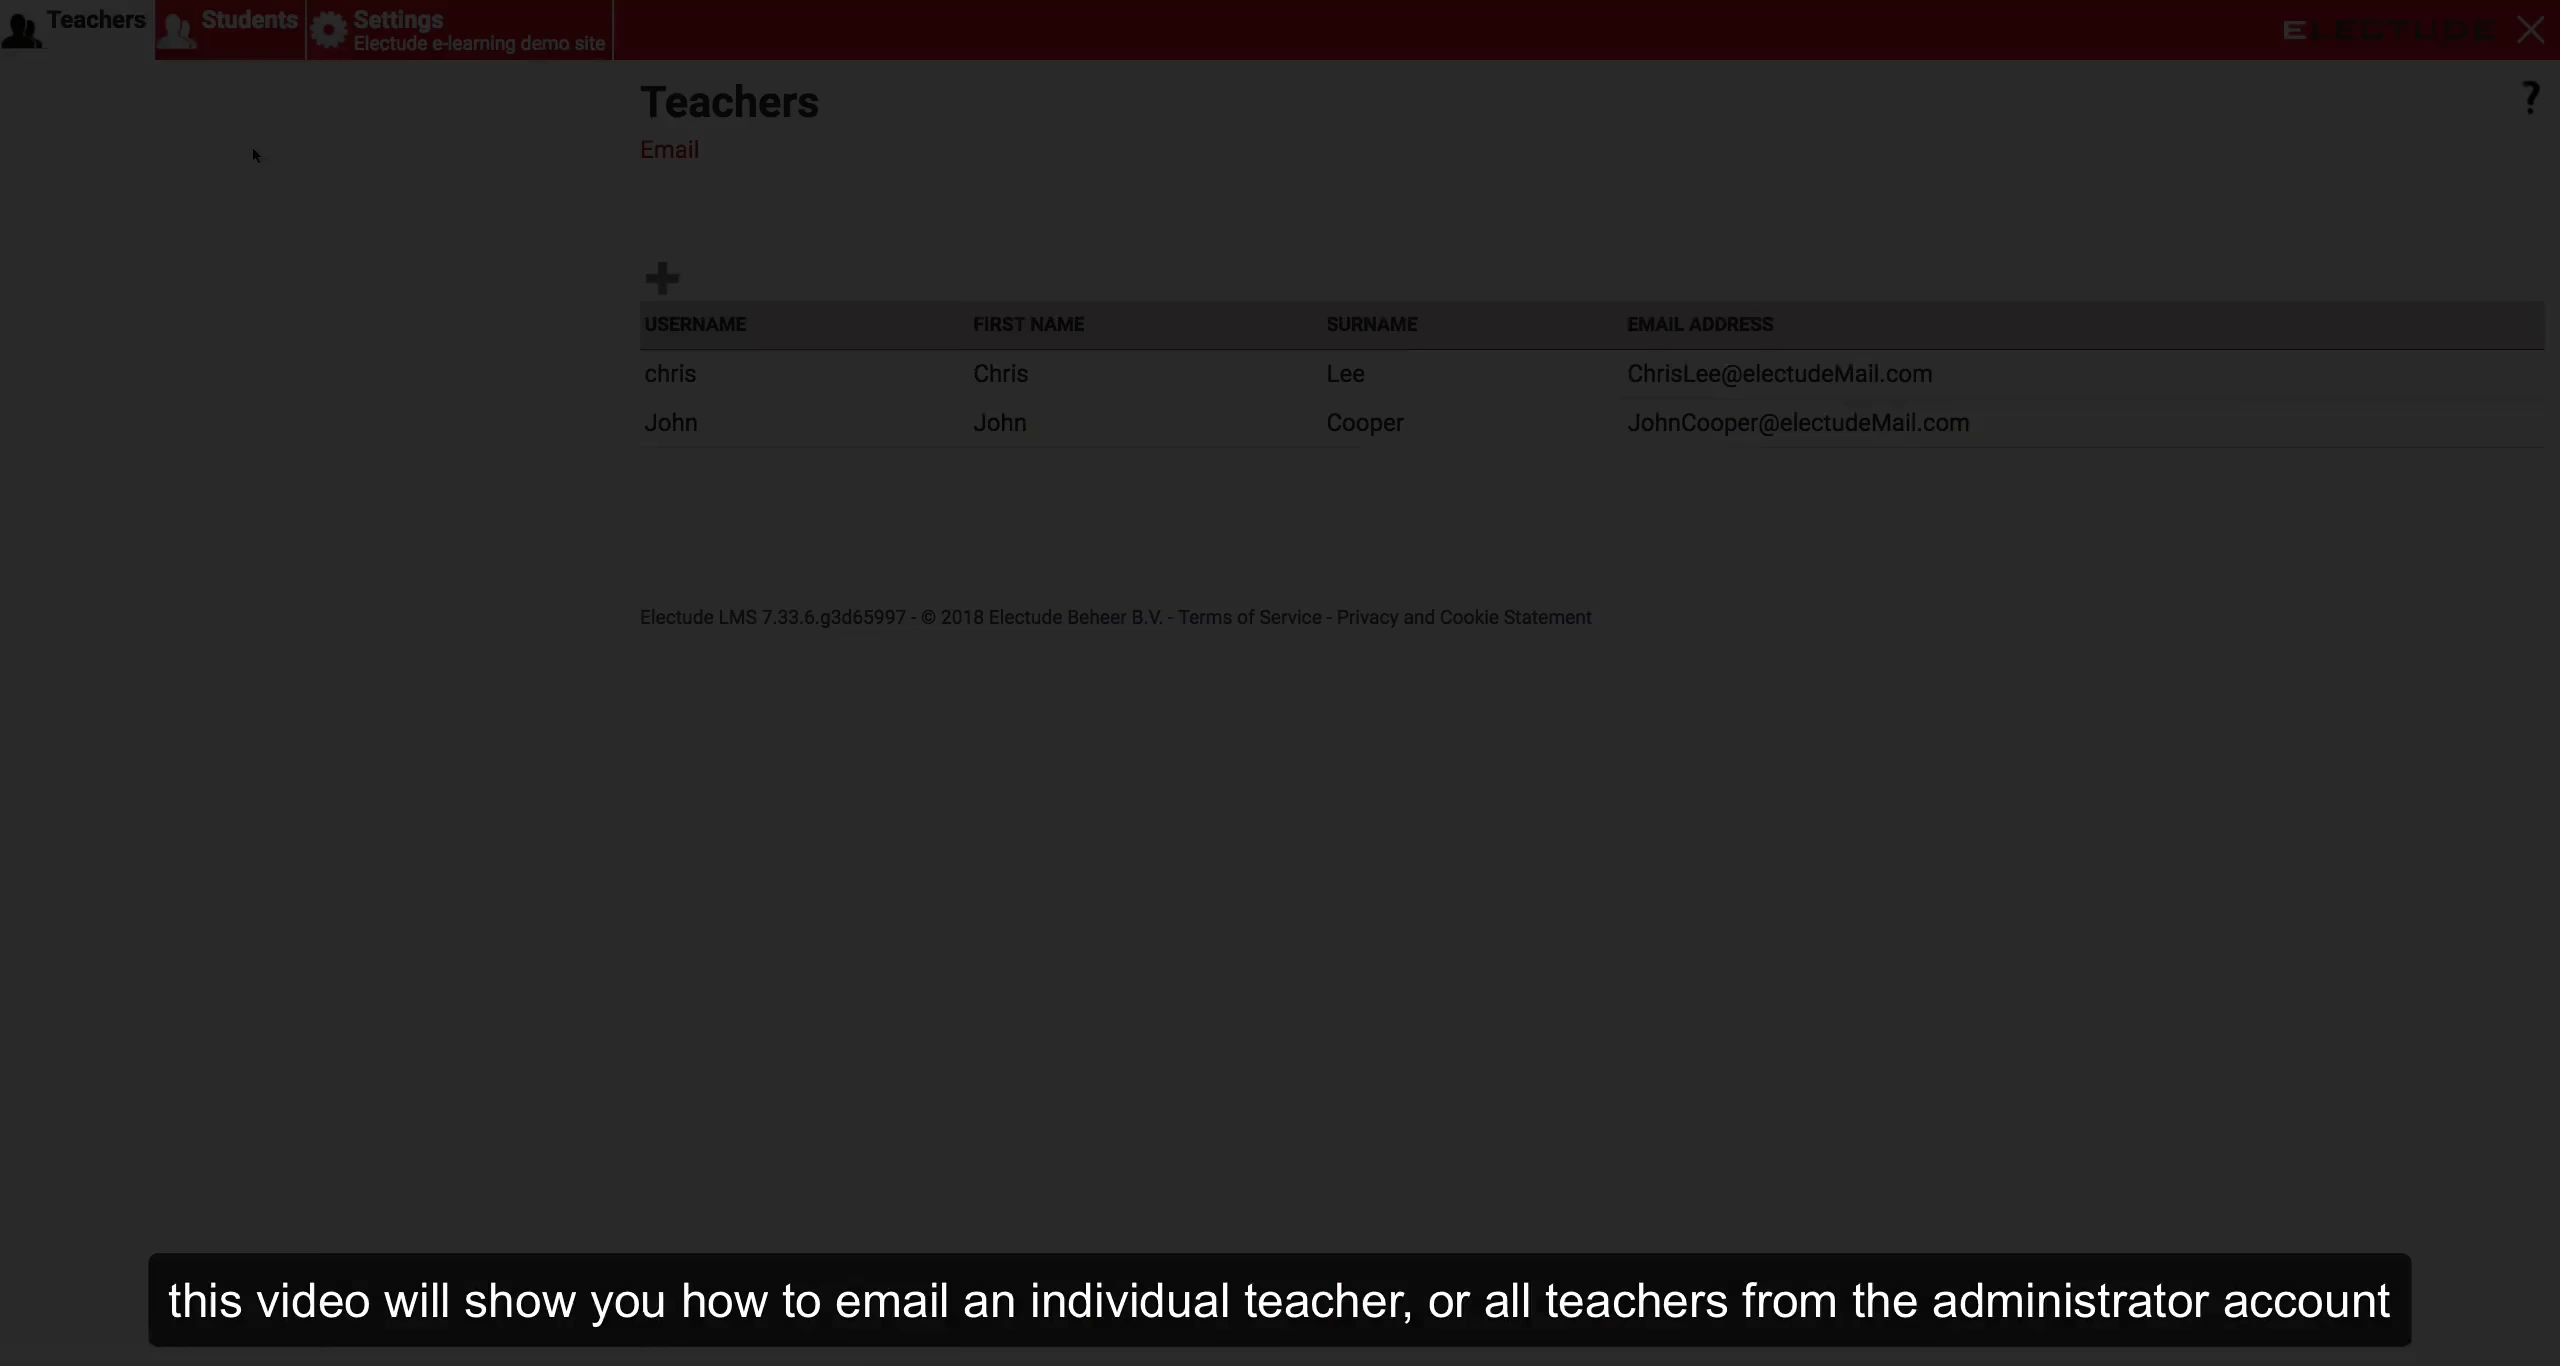 Teachers
Students
Settings
Electude e-learning demo site
ELECTUDE
Teachers
?
Email
USERNAME FIRST NAME SURNAME EMAIL ADDRESS
chris Chris Lee ChrisLee@electudeMail.com
John John Cooper JohnCooper@electudeMail.com
Electude LMS 7.33.6.g3d65997 - © 2018 Electude Beheer B.V. - Terms of Service - Privacy and Cookie Statement
this video will show you how to email an individual teacher, or all teachers from the administrator account